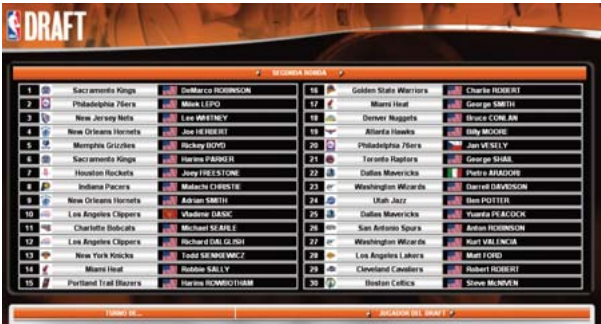 NBA DRAFT
SEGUNDA RONDA
1 Sacramento Kings DeMarco ROBINSON
2 Philadelphia 76ers Milek LEPO
3 New Jersey Nets Lee WHITNEY
4 New Orleans Hornets Joe HERBERT
5 Memphis Grizzlies Rickey BOYD
6 Sacramento Kings Harins PARKER
7 Houston Rockets Joey FREESTONE
8 Indiana Pacers Malachi CHRISTIE
9 New Orleans Hornets Adrian SMITH
10 Los Angeles Clippers Vladimir DASIC
11 Charlotte Bobcats Michael SEARLE
12 Los Angeles Clippers Richard DALGLISH
13 New York Knicks Todd SIENKEWICZ
14 Miami Heat Robbie SALLY
15 Portland Trail Blazers Harins ROWBOTHAM
16 Golden State Warriors Charlie ROBERT
17 Miami Heat George SMITH
18 Denver Nuggets Bruce CONLAN
19 Atlanta Hawks Billy MOORE
20 Philadelphia 76ers Jan VESELY
21 Toronto Raptors George SHAIL
22 Dallas Mavericks Pietro ARADORI
23 Washington Wizards Darrell DAVIDSON
24 Utah Jazz Ben POTTER
25 Dallas Mavericks Yuanta PEACOCK
26 San Antonio Spurs Anton ROBINSON
27 Washington Wizards Kurt VALENCIA
28 Los Angeles Lakers Matt FORD
29 Cleveland Cavaliers Robert ROBERT
30 Boston Celtics Steve McNIVEN
TURNO DE... JUGADOR DEL DRAFT